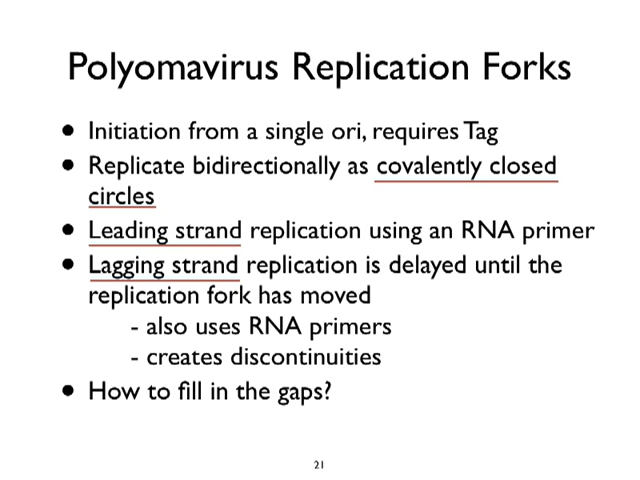 Polyomavirus Replication Forks
• Initiation from a single ori, requires Tag
• Replicate bidirectionally as covalently closed
circles
• Leading strand replication using an RNA primer
• Lagging strand replication is delayed until the
replication fork has moved
- also uses RNA primers
- creates discontinuities
• How to fill in the gaps?
21